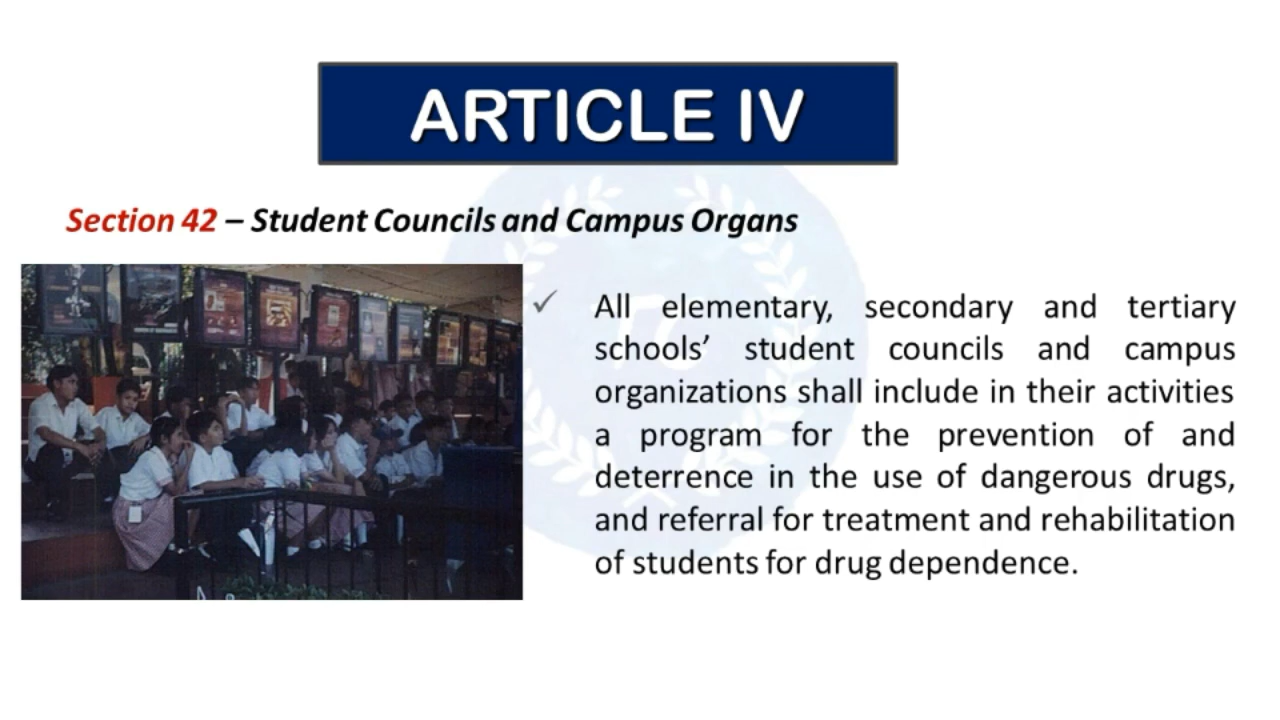 ARTICLE IV
Section 42 – Student Councils and Campus Organs
✓ All elementary, secondary and tertiary
schools’ student councils and campus
organizations shall include in their activities
a program for the prevention of and
deterrence in the use of dangerous drugs,
and referral for treatment and rehabilitation
of students for drug dependence.